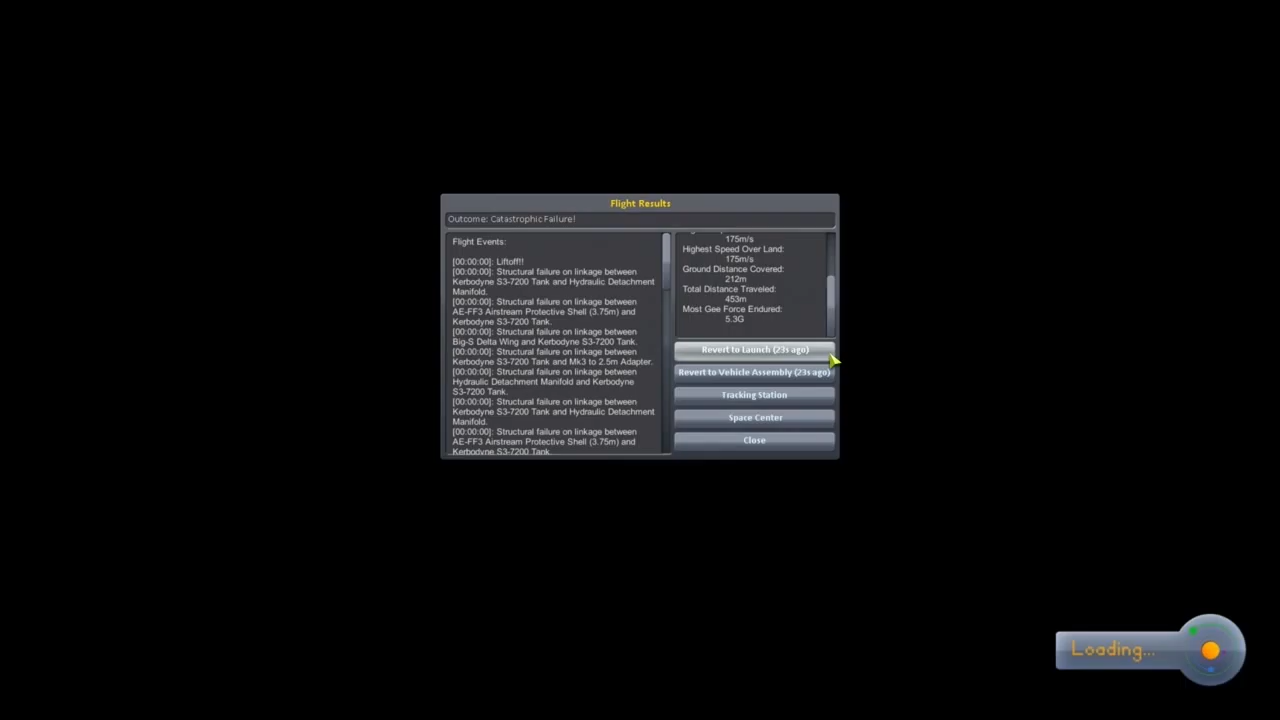 Flight Results
Outcome: Catastrophic Failure!
Flight Events:
[00:00:00]: Liftoff!!
[00:00:00]: Structural failure on linkage between
Kerbodyne S3-7200 Tank and Hydraulic Detachment
Manifold.
[00:00:00]: Structural failure on linkage between
AE-FF3 Airstream Protective Shell (3.75m) and
Kerbodyne S3-7200 Tank.
[00:00:00]: Structural failure on linkage between
Big-S Delta Wing and Kerbodyne S3-7200 Tank.
[00:00:00]: Structural failure on linkage between
Kerbodyne S3-7200 Tank and Mk3 to 2.5m Adapter.
[00:00:00]: Structural failure on linkage between
Hydraulic Detachment Manifold and Kerbodyne
S3-7200 Tank.
[00:00:00]: Structural failure on linkage between
Kerbodyne S3-7200 Tank and Hydraulic Detachment
Manifold.
[00:00:00]: Structural failure on linkage between
AE-FF3 Airstream Protective Shell (3.75m) and
Kerbodyne S3-7200 Tank.
175m/s
Highest Speed Over Land:
175m/s
Ground Distance Covered:
212m
Total Distance Traveled:
453m
Most Gee Force Endured:
5.3G
Revert to Launch (23s ago)
Revert to Vehicle Assembly (23s ago)
Tracking Station
Space Center
Close
Loading...